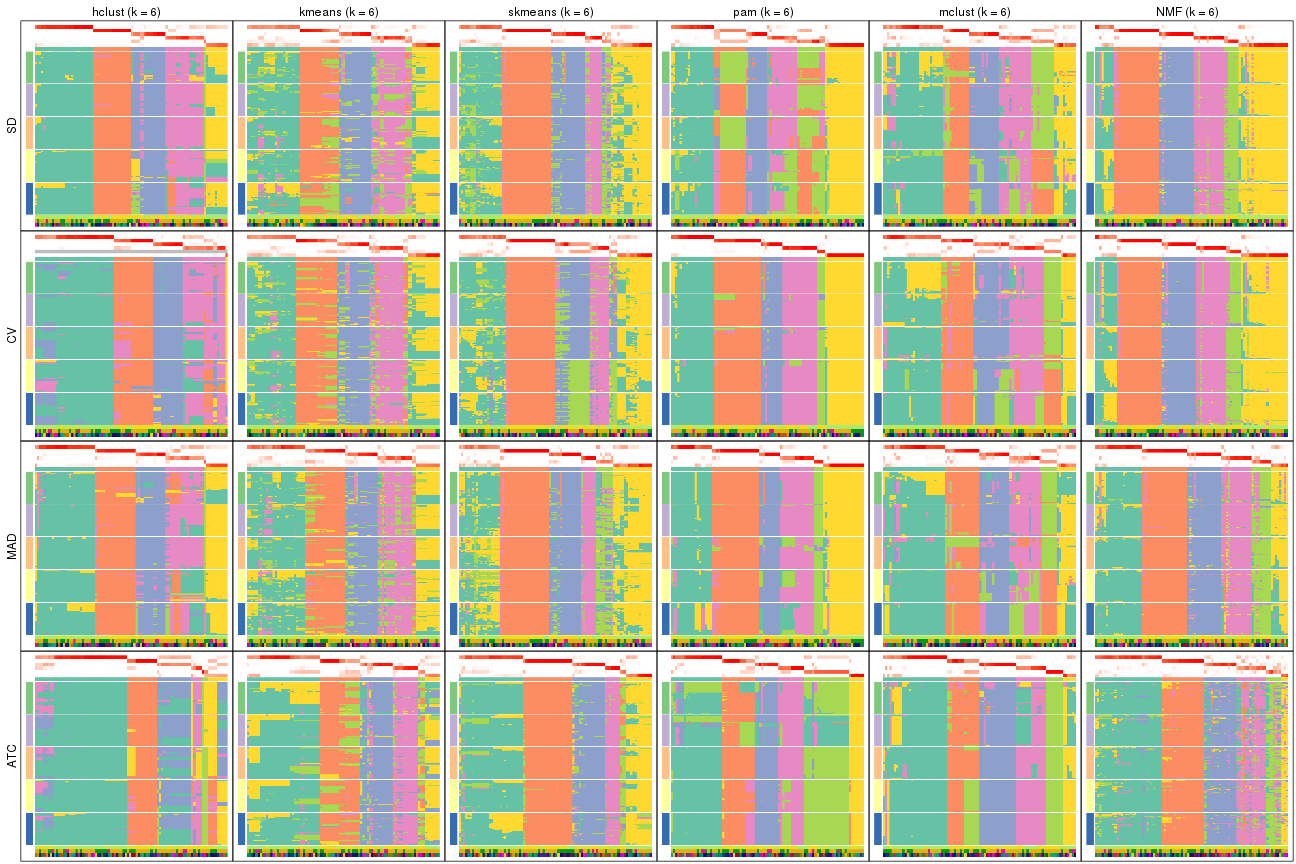 hclust (k = 6) kmeans (k = 6) skmeans (k = 6) pam (k = 6) mclust (k = 6) NMF (k = 6)
SD
CV
MAD
ATC